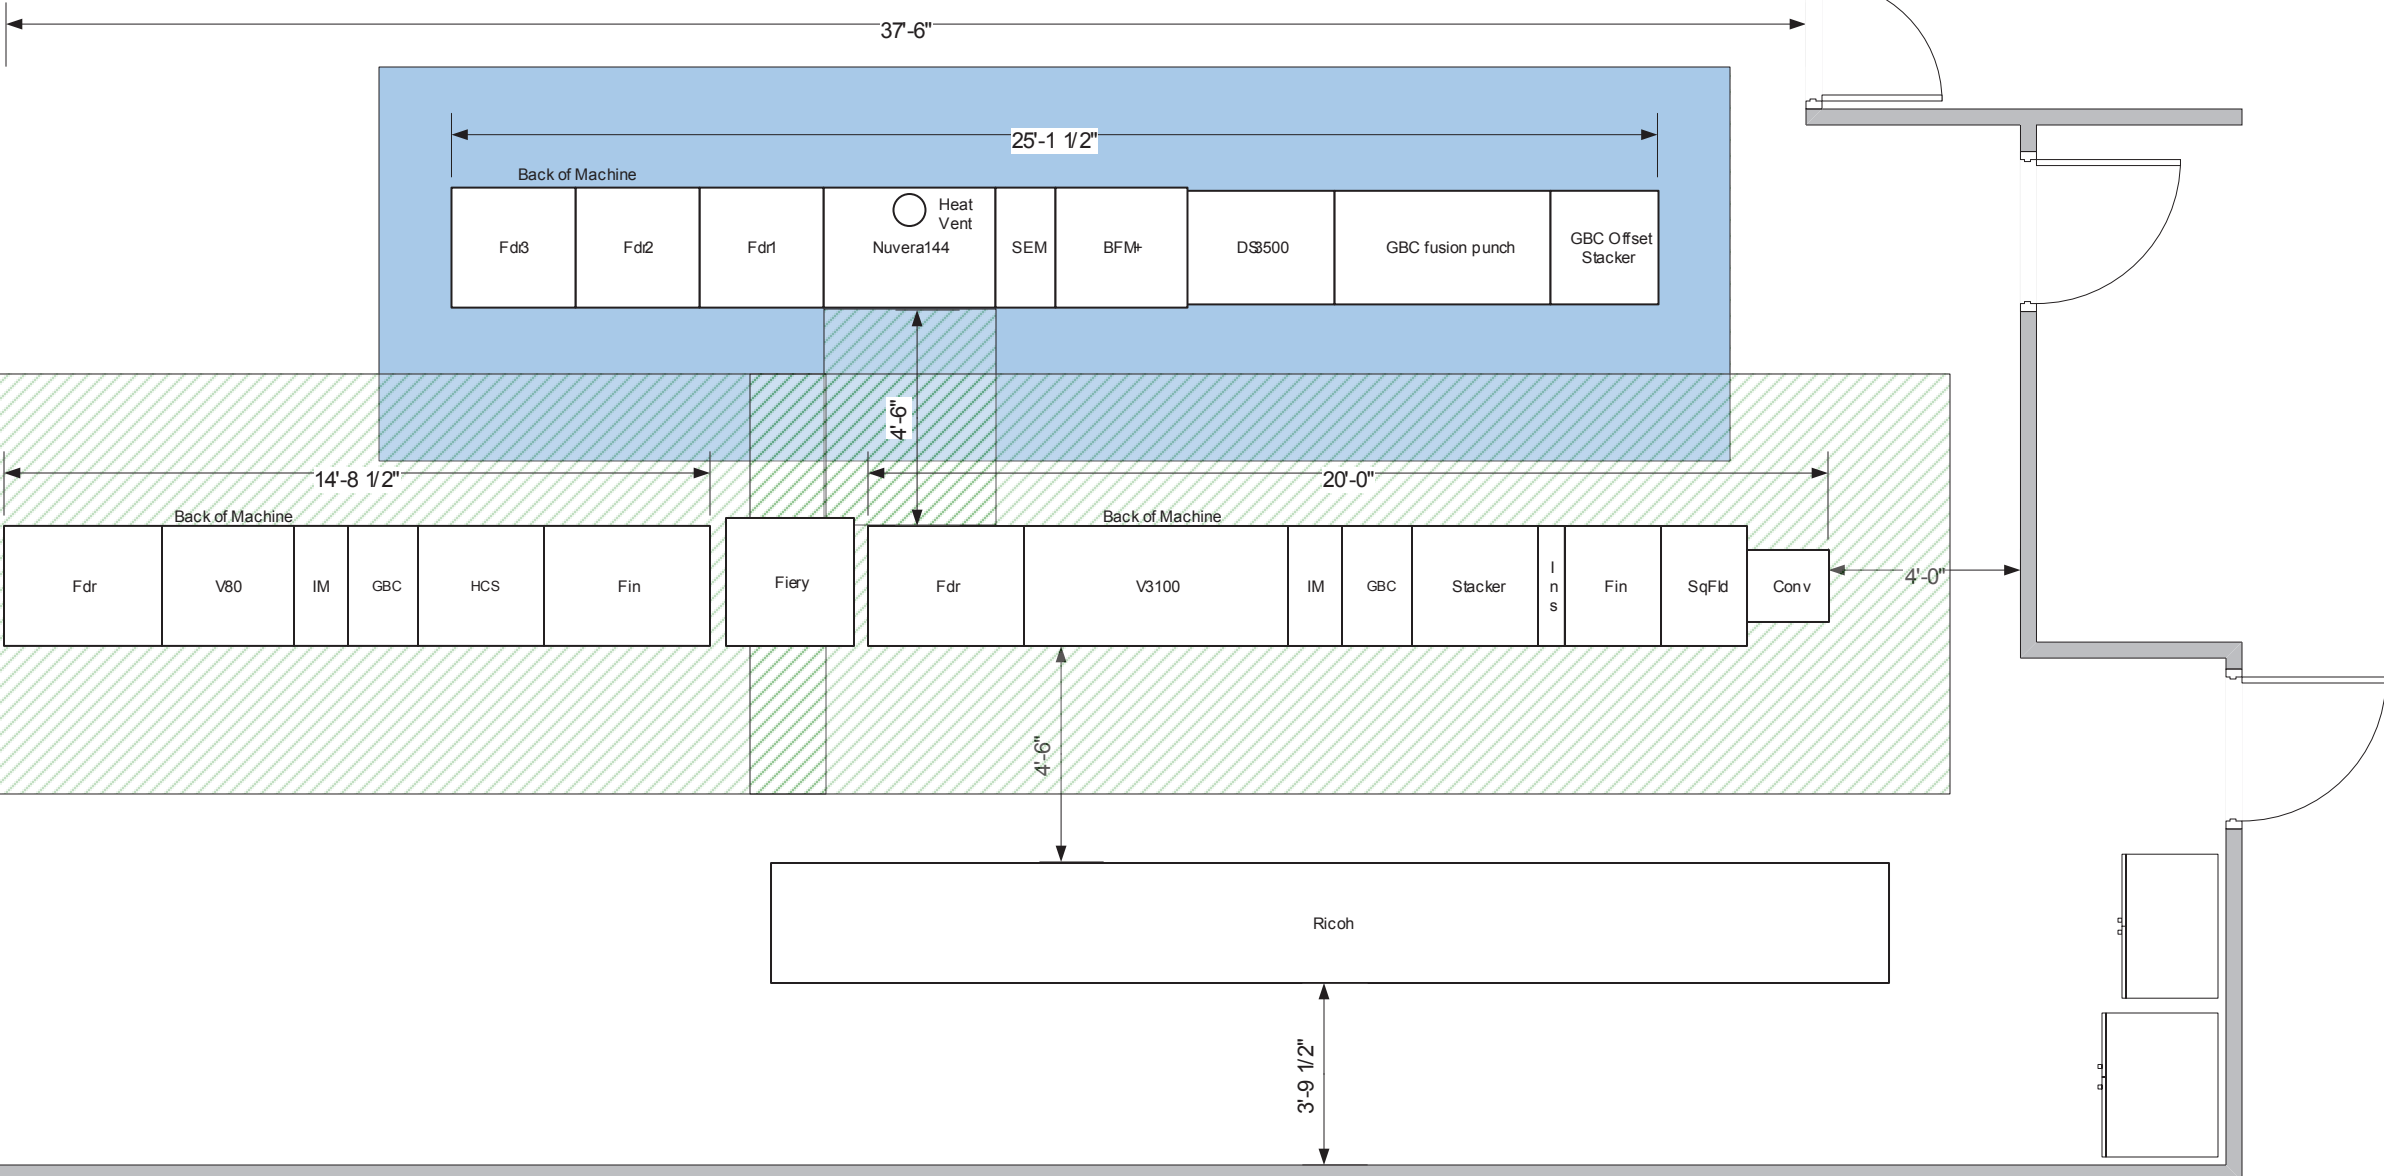 37'-6"
25'-1 1/2"
Back of Machine
Heat
Vent
Fdr3
Fdr2
Fdr1
Nuvera144
SEM
BFM+
DS3500
GBC fusion punch
GBC Offset
Stacker
4'-6"
14'-8 1/2"
20'-0"
Back of Machine
Back of Machine
Fdr
V80
IM
GBC
HCS
Fin
Fiery
Fdr
V3100
IM
GBC
Stacker
I
n
s
Fin
SqFld
Conv
4'-0"
4'-6"
Ricoh
3'-9 1/2"